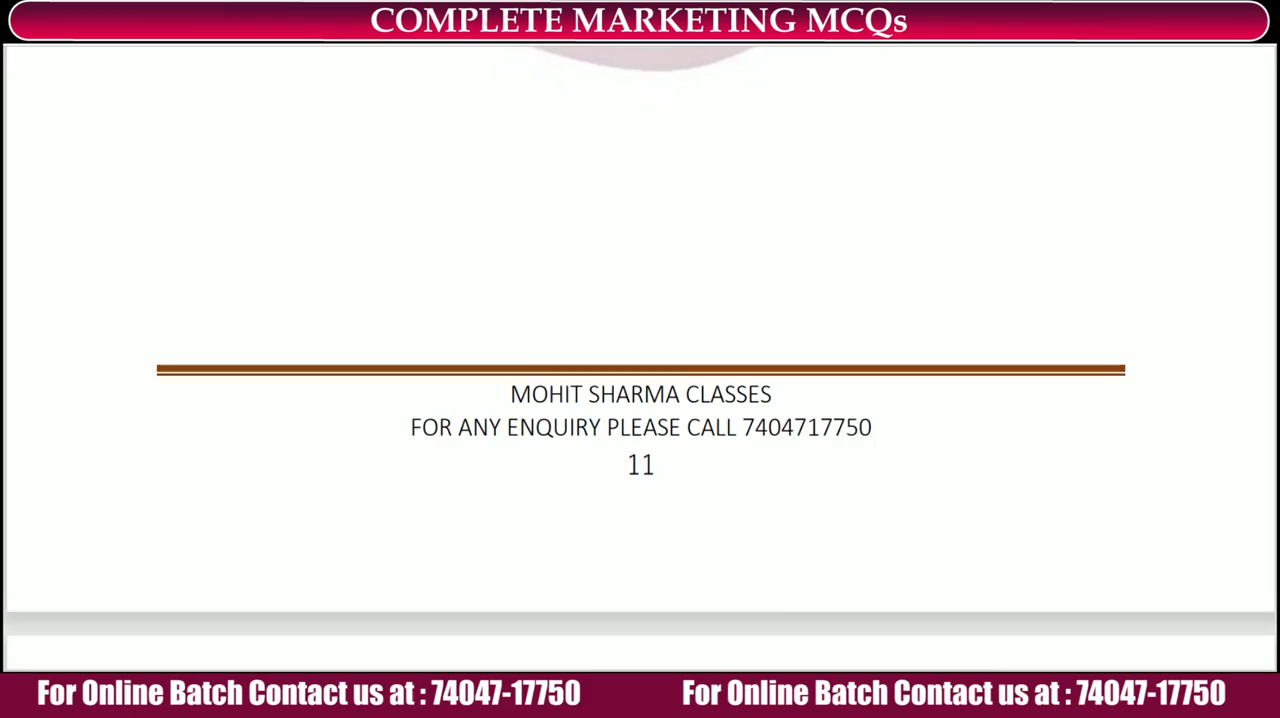 COMPLETE MARKETING MCQs
MOHIT SHARMA CLASSES
FOR ANY ENQUIRY PLEASE CALL 7404717750
11
For Online Batch Contact us at : 74047-17750
For Online Batch Contact us at : 74047-17750